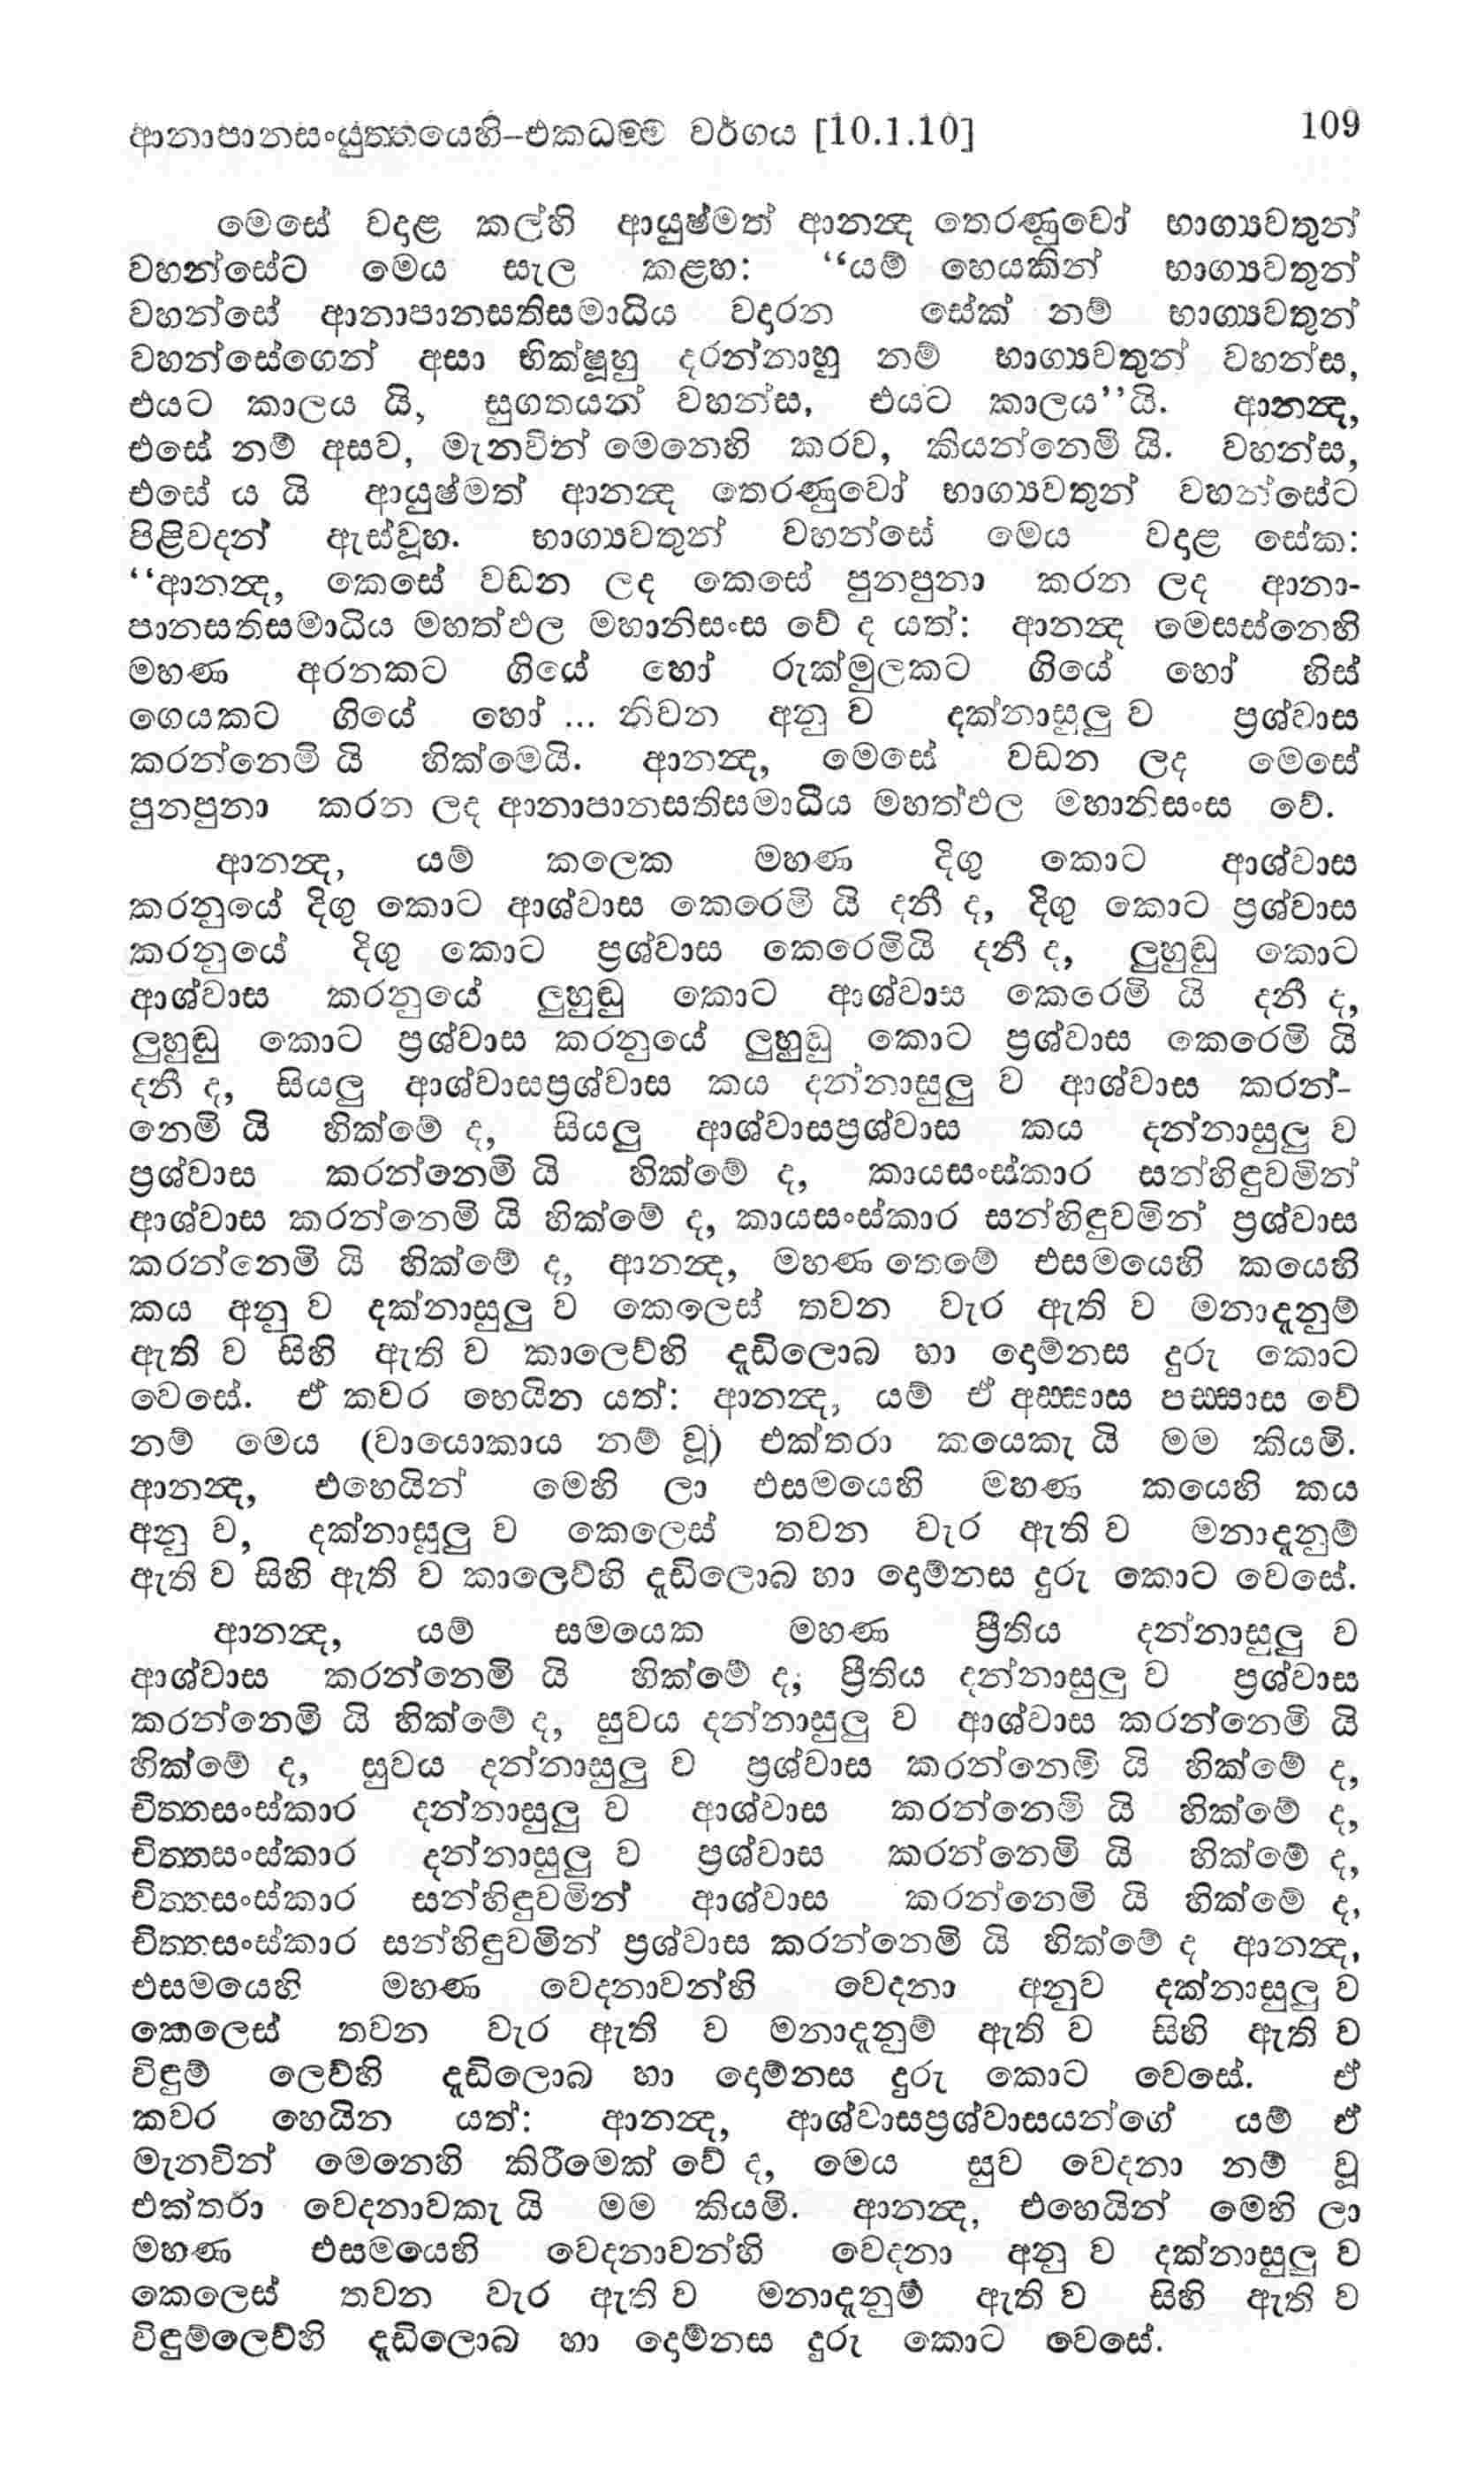 ආනාපානසංයුත්තයෙහි–එකධම්ම වර්ගය [10.1.10] 109
මෙසේ වදාළ කල්හි ආයුෂ්මත් ආනන්ද තෙරණුවෝ භාග්‍යවතුන්
වහන්සේට මෙය සැල කළහ: “යම් හෙයකින් භාග්‍යවතුන්
වහන්සේ ආනාපානසතිසමාධිය වදාරන සේක් නම් භාග්‍යවතුන්
වහන්සේගෙන් අසා භික්ෂූහු දරන්නාහු නම් භාග්‍යවතුන් වහන්ස,
එයට කාලය යි, සුගතයන් වහන්ස, එයට කාලය”යි. ආනන්ද,
එසේ නම් අසව, මැනවින් මෙනෙහි කරව, කියන්නෙමි යි. වහන්ස,
එසේ ය යි ආයුෂ්මත් ආනන්ද තෙරණුවෝ භාග්‍යවතුන් වහන්සේට
පිළිවදන් ඇස්වූහ. භාග්‍යවතුන් වහන්සේ මෙය වදාළ සේක:
“ආනන්ද, කෙසේ වඩන ලද කෙසේ පුනපුනා කරන ලද ආනා-
පානසතිසමාධිය මහත්ඵල මහානිසංස වේ ද යත්: ආනන්ද මෙසස්නෙහි
මහණ අරනකට ගියේ හෝ රුක්මුලකට ගියේ හෝ හිස්
ගෙයකට ගියේ හෝ ... නිවන අනු ව දක්නාසුලු ව ප්‍රශ්වාස
කරන්නෙමි යි හික්මෙයි. ආනන්ද, මෙසේ වඩන ලද මෙසේ
පුනපුනා කරන ලද ආනාපානසතිසමාධිය මහත්ඵල මහානිසංස වේ.
ආනන්ද, යම් කලෙක මහණ දිගු කොට ආශ්වාස
කරනුයේ දිගු කොට ආශ්වාස කෙරෙමි යි දනී ද, දිගු කොට ප්‍රශ්වාස
කරනුයේ දිගු කොට ප්‍රශ්වාස කෙරෙමියි දනී ද, ලුහුඬු කොට
ආශ්වාස කරනුයේ ලුහුඬු කොට ආශ්වාස කෙරෙමි යි දනී ද,
ලුහුඬු කොට ප්‍රශ්වාස කරනුයේ ලුහුඬු කොට ප්‍රශ්වාස කෙරෙමි යි
දනී ද, සියලු ආශ්වාසප්‍රශ්වාස කය දන්නාසුලු ව ආශ්වාස කරන්-
නෙමි යි හික්මේ ද, සියලු ආශ්වාසප්‍රශ්වාස කය දන්නාසුලු ව
ප්‍රශ්වාස කරන්නෙමි යි හික්මේ ද, කායසංස්කාර සන්හිඳුවමින්
ආශ්වාස කරන්නෙමි යි හික්මේ ද, කායසංස්කාර සන්හිඳුවමින් ප්‍රශ්වාස
කරන්නෙමි යි හික්මේ ද, ආනන්ද, මහණ තෙමේ එසමයෙහි කයෙහි
කය අනු ව දක්නාසුලු ව කෙලෙස් තවන වැර ඇති ව මනාදැනුම්
ඇති ව සිහි ඇති ව කාලෙව්හි දැඩිලොබ හා දොම්නස දුරු කොට
වෙසේ. ඒ කවර හෙයින යත්: ආනන්ද, යම් ඒ අස්සාස පස්සාස වේ
නම් මෙය (වායොකාය නම් වූ) එක්තරා කයෙකැ යි මම කියමි.
ආනන්ද, එහෙයින් මෙහි ලා එසමයෙහි මහණ කයෙහි කය
අනු ව, දක්නාසුලු ව කෙලෙස් තවන වැර ඇති ව මනාදැනුම්
ඇති ව සිහි ඇති ව කාලෙව්හි දැඩිලොබ හා දොම්නස දුරු කොට වෙසේ.
ආනන්ද, යම් සමයෙක මහණ ප්‍රීතිය දන්නාසුලු ව
ආශ්වාස කරන්නෙමි යි හික්මේ ද, ප්‍රීතිය දන්නාසුලු ව ප්‍රශ්වාස
කරන්නෙමි යි හික්මේ ද, සුවය දන්නාසුලු ව ආශ්වාස කරන්නෙමි යි
හික්මේ ද, සුවය දන්නාසුලු ව ප්‍රශ්වාස කරන්නෙමි යි හික්මේ ද,
චිත්තසංස්කාර දන්නාසුලු ව ආශ්වාස කරන්නෙමි යි හික්මේ ද,
චිත්තසංස්කාර දන්නාසුලු ව ප්‍රශ්වාස කරන්නෙමි යි හික්මේ ද,
චිත්තසංස්කාර සන්හිඳුවමින් ආශ්වාස කරන්නෙමි යි හික්මේ ද,
චිත්තසංස්කාර සන්හිඳුවමින් ප්‍රශ්වාස කරන්නෙමි යි හික්මේ ද ආනන්ද,
එසමයෙහි මහණ වෙදනාවන්හි වෙදනා අනුව දක්නාසුලු ව
කෙලෙස් තවන වැර ඇති ව මනාදැනුම් ඇති ව සිහි ඇති ව
විඳුම් ලෙව්හි දැඩිලොබ හා දොම්නස දුරු කොට වෙසේ. ඒ
කවර හෙයින යත්: ආනන්ද, ආශ්වාසප්‍රශ්වාසයන්ගේ යම් ඒ
මැනවින් මෙනෙහි කිරීමෙක් වේ ද, මෙය සුව වෙදනා නම් වූ
එක්තරා වෙදනාවකැ යි මම කියමි. ආනන්ද, එහෙයින් මෙහි ලා
මහණ එසමයෙහි වෙදනාවන්හි වෙදනා අනු ව දක්නාසුලු ව
කෙලෙස් තවන වැර ඇති ව මනාදැනුම් ඇති ව සිහි ඇති ව
විඳුම්ලෙව්හි දැඩිලොබ හා දොම්නස දුරු කොට වෙසේ.